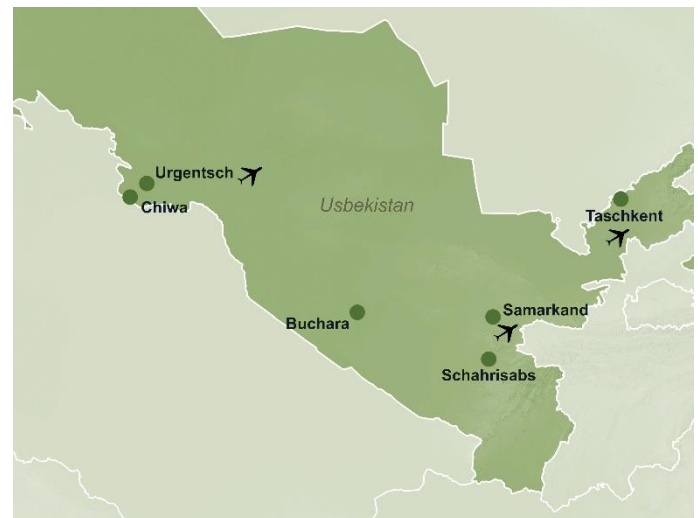 Urgentsch
Chiwa
Usbekistan
Taschkent
Buchara
Samarkand
Schahrisabs